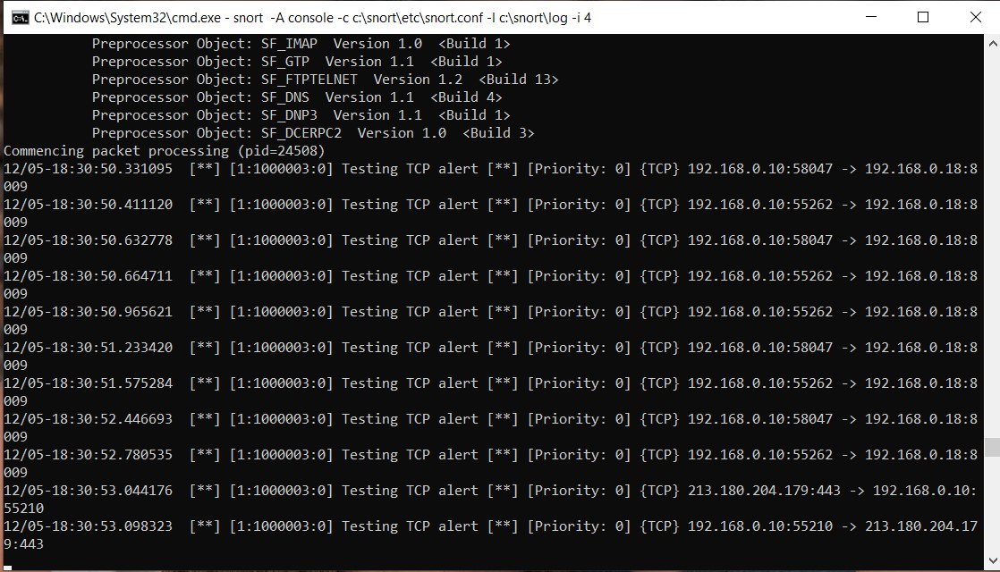 C:\Windows\System32\cmd.exe - snort  -A console -c c:\snort\etc\snort.conf -l c:\snort\log -i 4
Preprocessor Object: SF_IMAP  Version 1.0  <Build 1>
Preprocessor Object: SF_GTP  Version 1.1  <Build 1>
Preprocessor Object: SF_FTPTELNET  Version 1.2  <Build 13>
Preprocessor Object: SF_DNS  Version 1.1  <Build 4>
Preprocessor Object: SF_DNP3  Version 1.1  <Build 1>
Preprocessor Object: SF_DCERPC2  Version 1.0  <Build 3>
Commencing packet processing (pid=24508)
12/05-18:30:50.331095  [**] [1:1000003:0] Testing TCP alert [**] [Priority: 0] {TCP} 192.168.0.10:58047 -> 192.168.0.18:8
009
12/05-18:30:50.411120  [**] [1:1000003:0] Testing TCP alert [**] [Priority: 0] {TCP} 192.168.0.10:55262 -> 192.168.0.18:8
009
12/05-18:30:50.632778  [**] [1:1000003:0] Testing TCP alert [**] [Priority: 0] {TCP} 192.168.0.10:58047 -> 192.168.0.18:8
009
12/05-18:30:50.664711  [**] [1:1000003:0] Testing TCP alert [**] [Priority: 0] {TCP} 192.168.0.10:55262 -> 192.168.0.18:8
009
12/05-18:30:50.965621  [**] [1:1000003:0] Testing TCP alert [**] [Priority: 0] {TCP} 192.168.0.10:55262 -> 192.168.0.18:8
009
12/05-18:30:51.233420  [**] [1:1000003:0] Testing TCP alert [**] [Priority: 0] {TCP} 192.168.0.10:58047 -> 192.168.0.18:8
009
12/05-18:30:51.575284  [**] [1:1000003:0] Testing TCP alert [**] [Priority: 0] {TCP} 192.168.0.10:55262 -> 192.168.0.18:8
009
12/05-18:30:52.446693  [**] [1:1000003:0] Testing TCP alert [**] [Priority: 0] {TCP} 192.168.0.10:58047 -> 192.168.0.18:8
009
12/05-18:30:52.780535  [**] [1:1000003:0] Testing TCP alert [**] [Priority: 0] {TCP} 192.168.0.10:55262 -> 192.168.0.18:8
009
12/05-18:30:53.044176  [**] [1:1000003:0] Testing TCP alert [**] [Priority: 0] {TCP} 213.180.204.179:443 -> 192.168.0.10:
55210
12/05-18:30:53.098323  [**] [1:1000003:0] Testing TCP alert [**] [Priority: 0] {TCP} 192.168.0.10:55210 -> 213.180.204.17
9:443